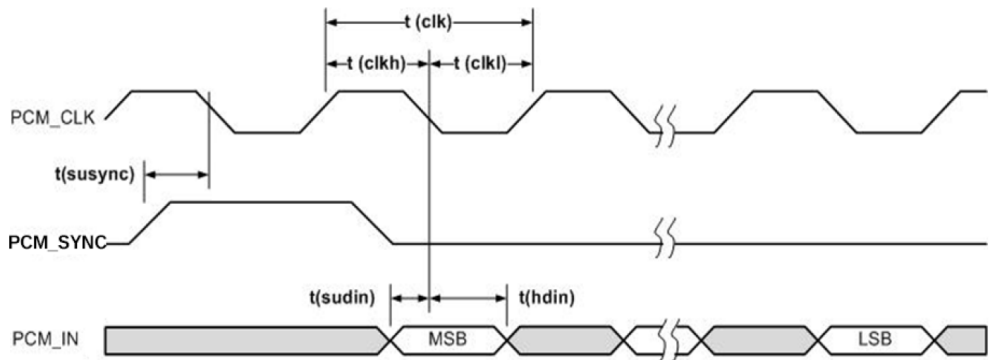 t (clk)
t (clkh)
t (clkl)
PCM_CLK
t(susync)
PCM_SYNC
t(sudin)
t(hdin)
PCM_IN
MSB
LSB